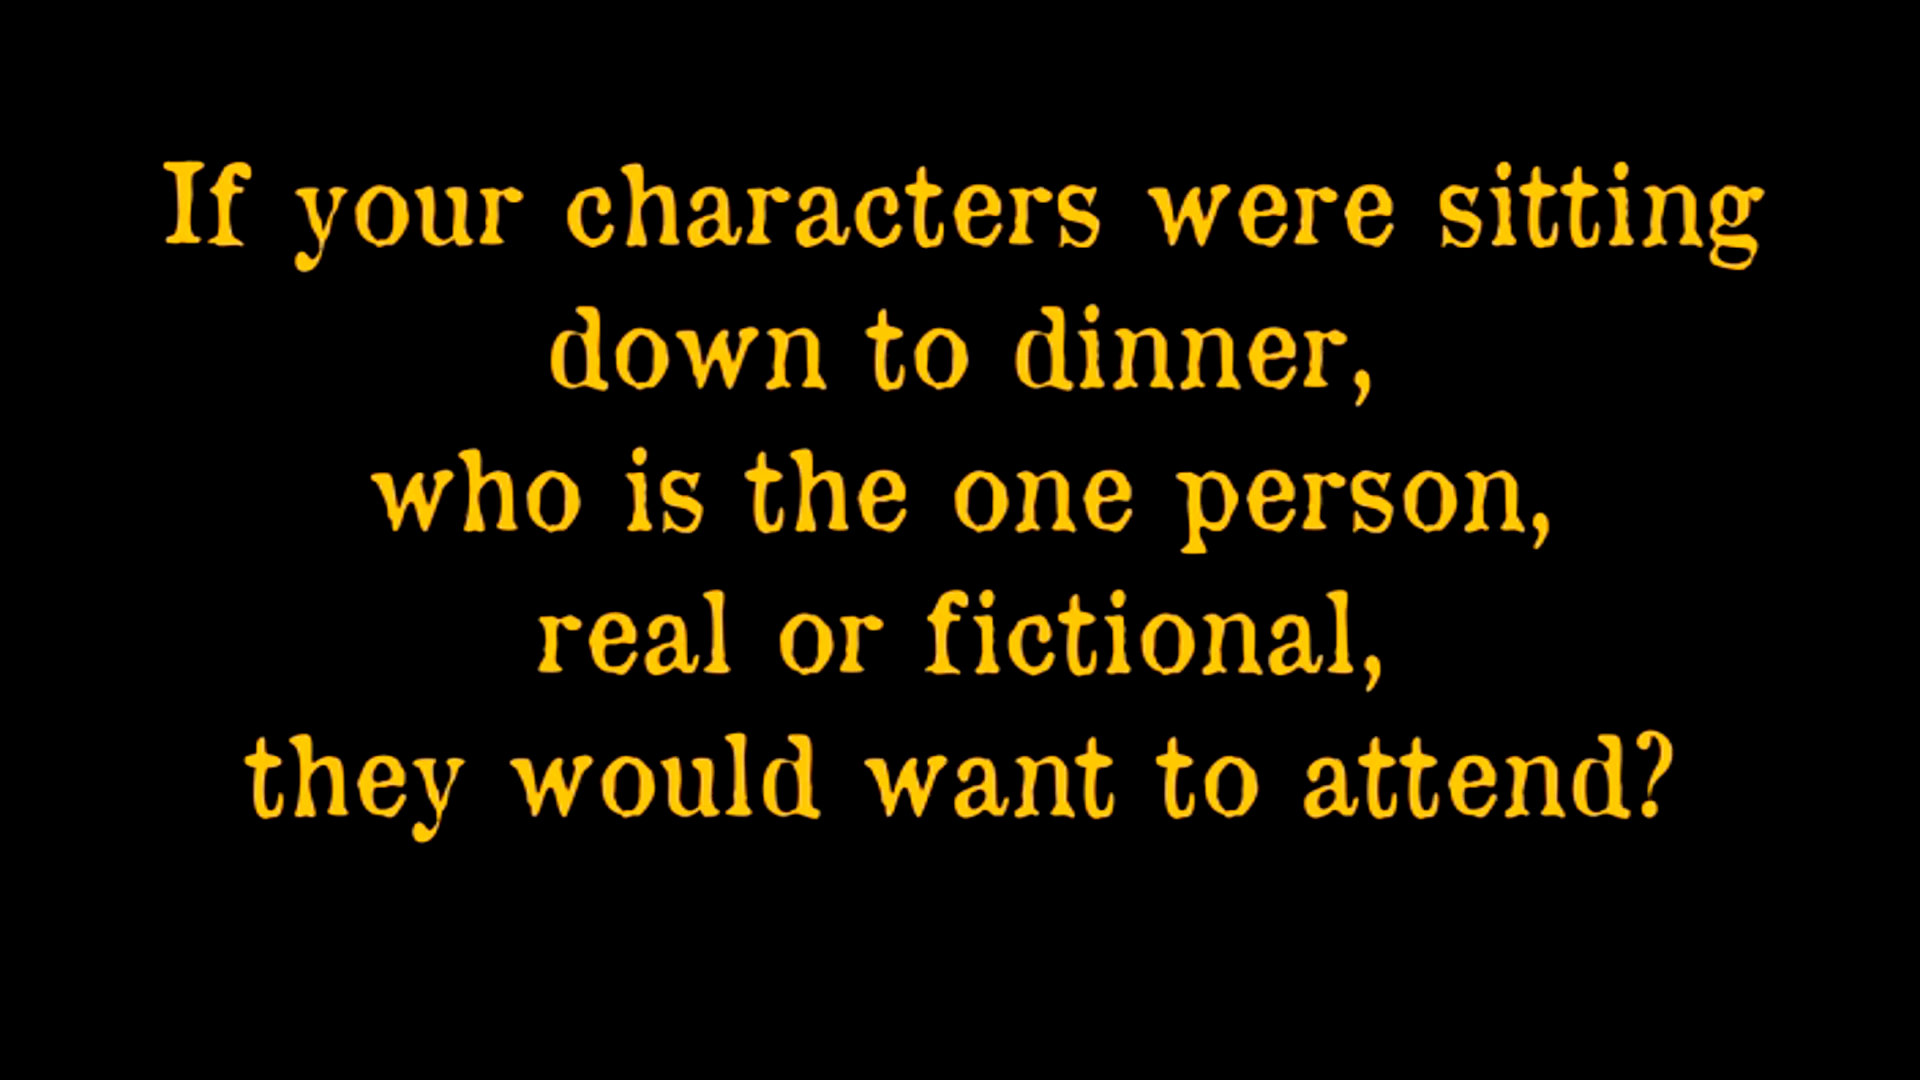 If your characters were sitting
down to dinner,
who is the one person,
real or fictional,
they would want to attend?